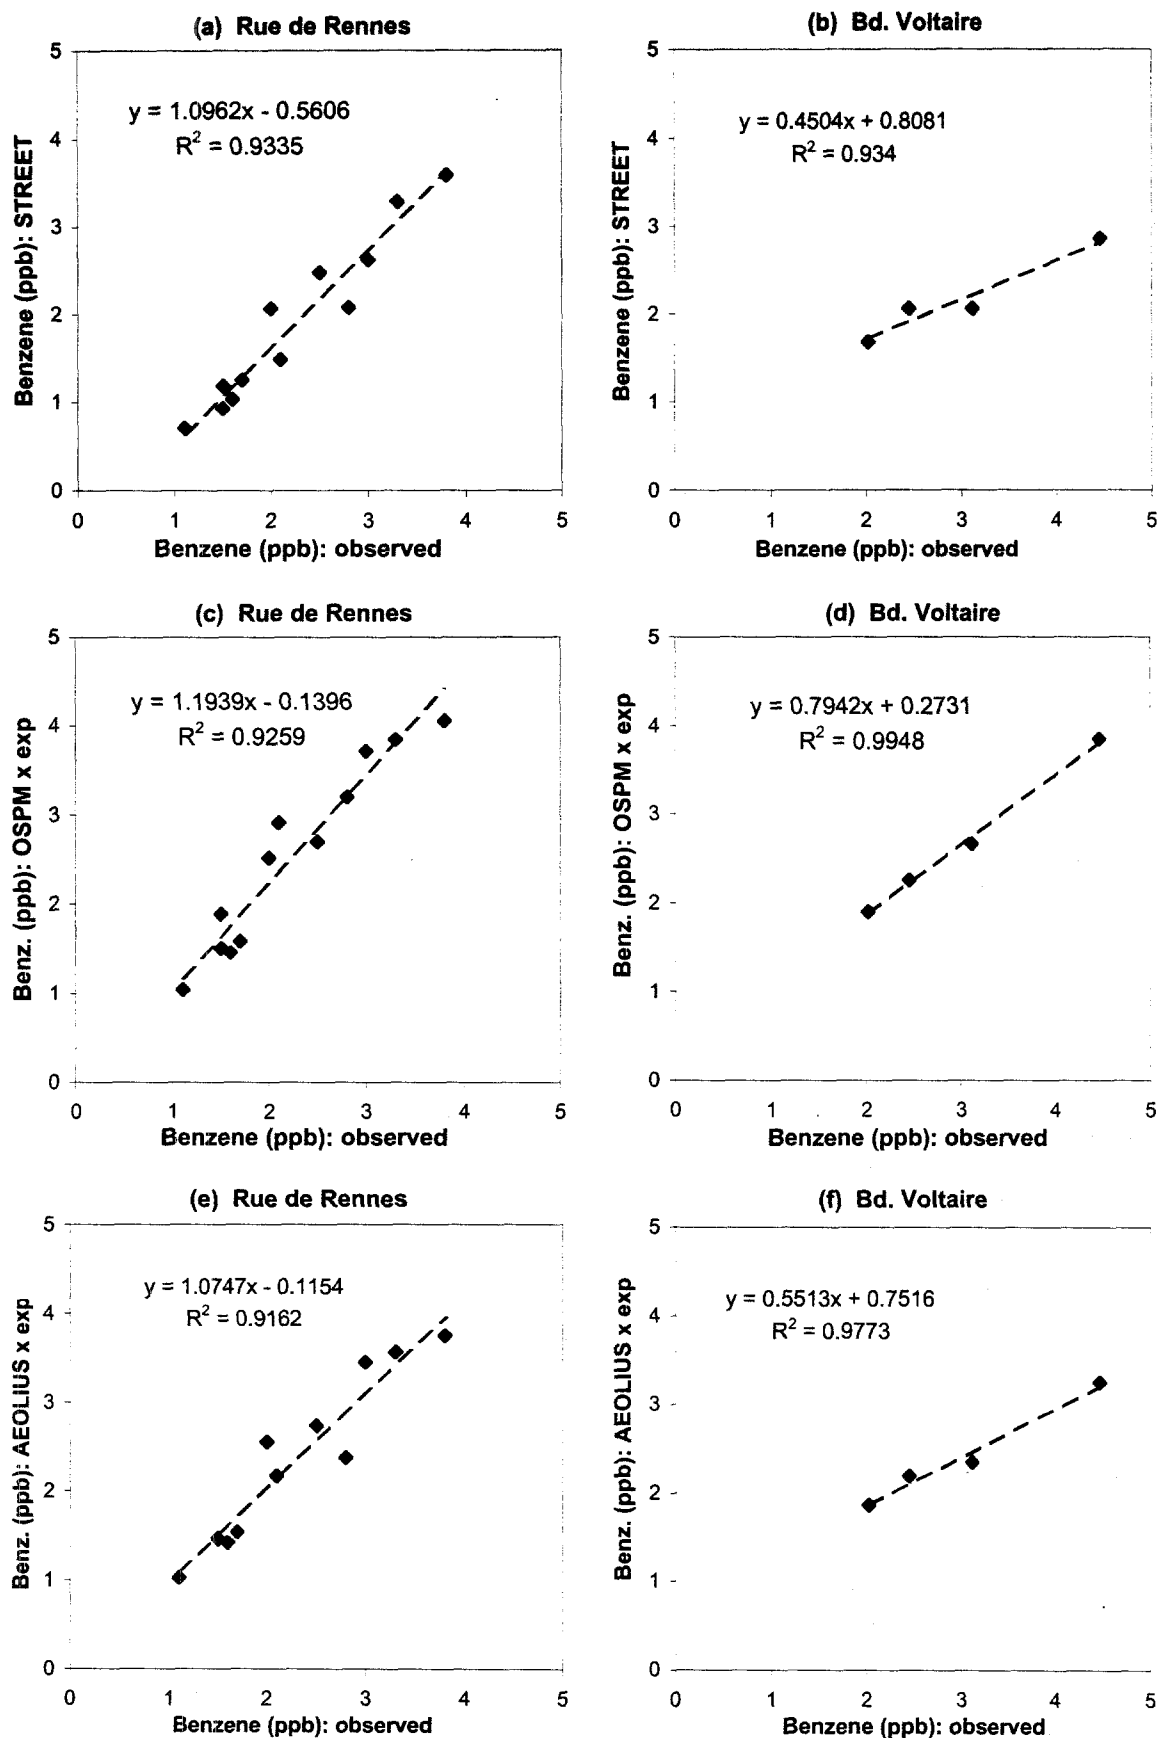 (a) Rue de Rennes
y = 1.0962x - 0.5606
R² = 0.9335
Benzene (ppb): STREET
5
4
3
2
1
0
0 1 2 3 4 5
Benzene (ppb): observed
(b) Bd. Voltaire
y = 0.4504x + 0.8081
R² = 0.934
Benzene (ppb): STREET
5
4
3
2
1
0
0 1 2 3 4 5
Benzene (ppb): observed
(c) Rue de Rennes
y = 1.1939x - 0.1396
R² = 0.9259
Benz. (ppb): OSPM x exp
5
4
3
2
1
0
0 1 2 3 4 5
Benzene (ppb): observed
(d) Bd. Voltaire
y = 0.7942x + 0.2731
R² = 0.9948
Benz. (ppb): OSPM x exp
5
4
3
2
1
0
0 1 2 3 4 5
Benzene (ppb): observed
(e) Rue de Rennes
y = 1.0747x - 0.1154
R² = 0.9162
Benz. (ppb): AEOLIUS x exp
5
4
3
2
1
0
0 1 2 3 4 5
Benzene (ppb): observed
(f) Bd. Voltaire
y = 0.5513x + 0.7516
R² = 0.9773
Benz. (ppb): AEOLIUS x exp
5
4
3
2
1
0
0 1 2 3 4 5
Benzene (ppb): observed